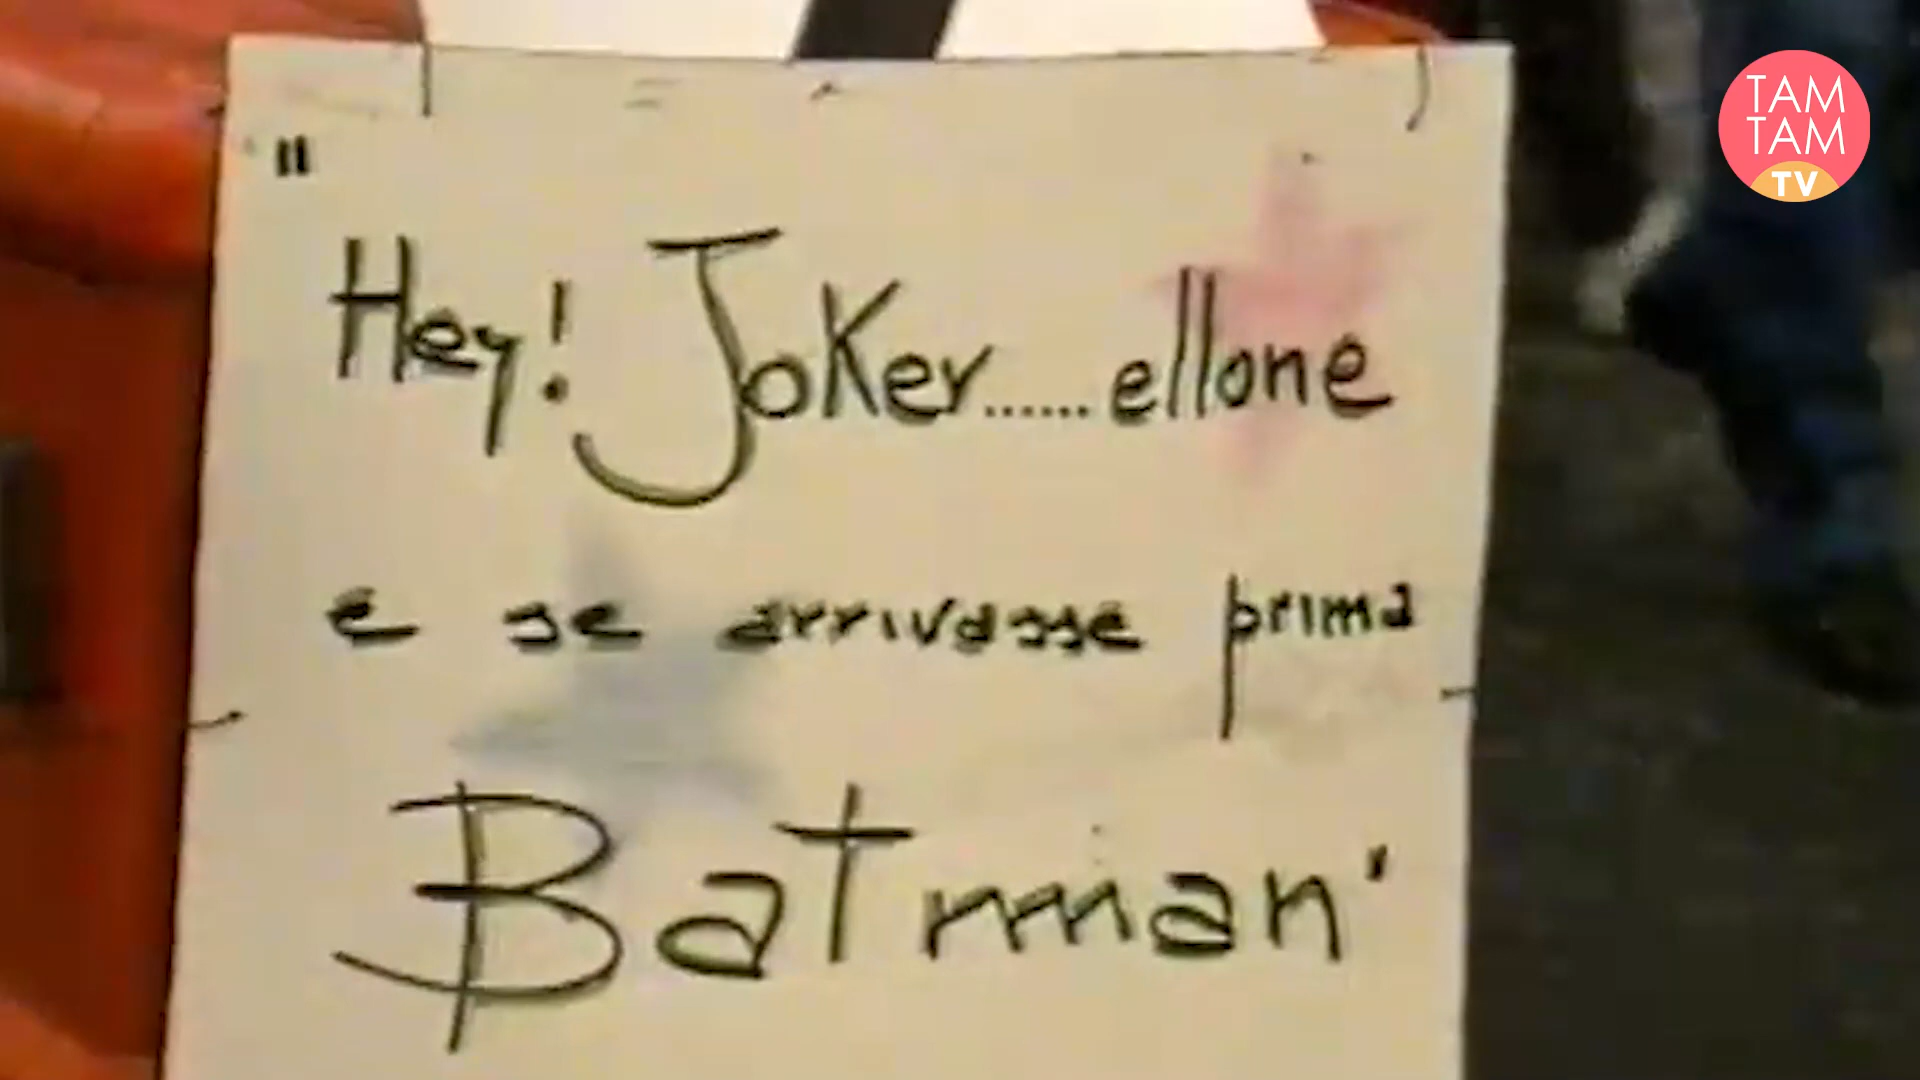 "
Hey! Joker......ellone
e se arrivasse prima
Batman'
TAM
TAM
TV